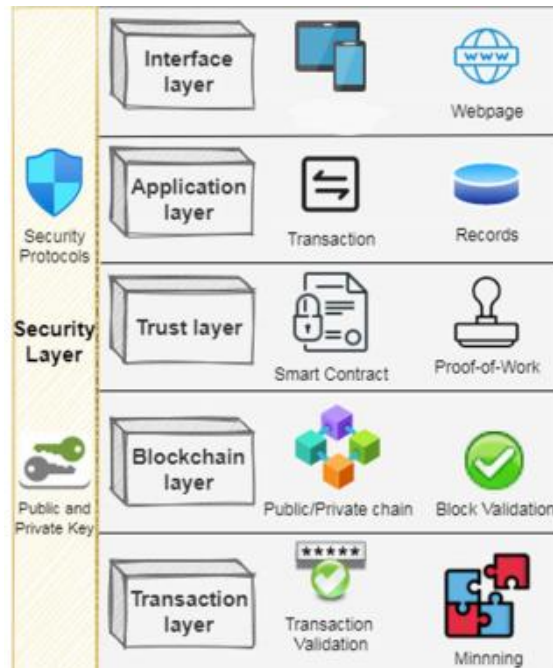 Interface
layer
WWW
Webpage
Application
layer
Transaction
Records
Security
Protocols
Security
Layer
Trust layer
Smart Contract
Proof-of-Work
Public and
Private Key
Blockchain
layer
Public/Private chain
Block Validation
Transaction
layer
*****
Transaction
Validation
Minnning